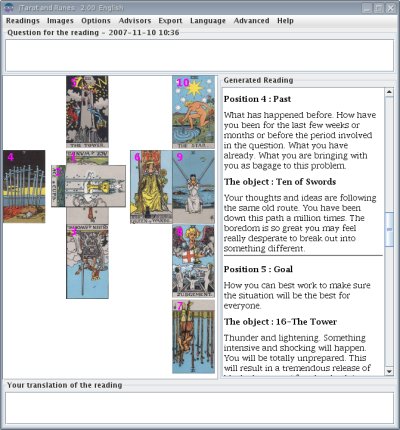 jTarot and Runes 2.00 English
Readings Images Options Advisors Export Language Advanced Help
Question for the reading - 2007-11-10 10:36
Generated Reading
5
THE TOWER
10
THE STAR
4
6
9
8
JUDGEMENT
7
Position 4 : Past
What has happened before. How have
you been for the last few weeks or
months or before the period involved
in the question. What you have
already. What you are bringing with
you as bagage to this problem.
The object : Ten of Swords
Your thoughts and ideas are following
the same old route. You have been
down this path a million times. The
boredom is so great you may feel
really desperate to break out into
something different.
Position 5 : Goal
How you can best work to make sure
the situation will be the best for
everyone.
The object : 16-The Tower
Thunder and lightening. Something
intensive and shocking will happen.
You will be totally unprepared. This
will result in a tremendous release of
Your translation of the reading